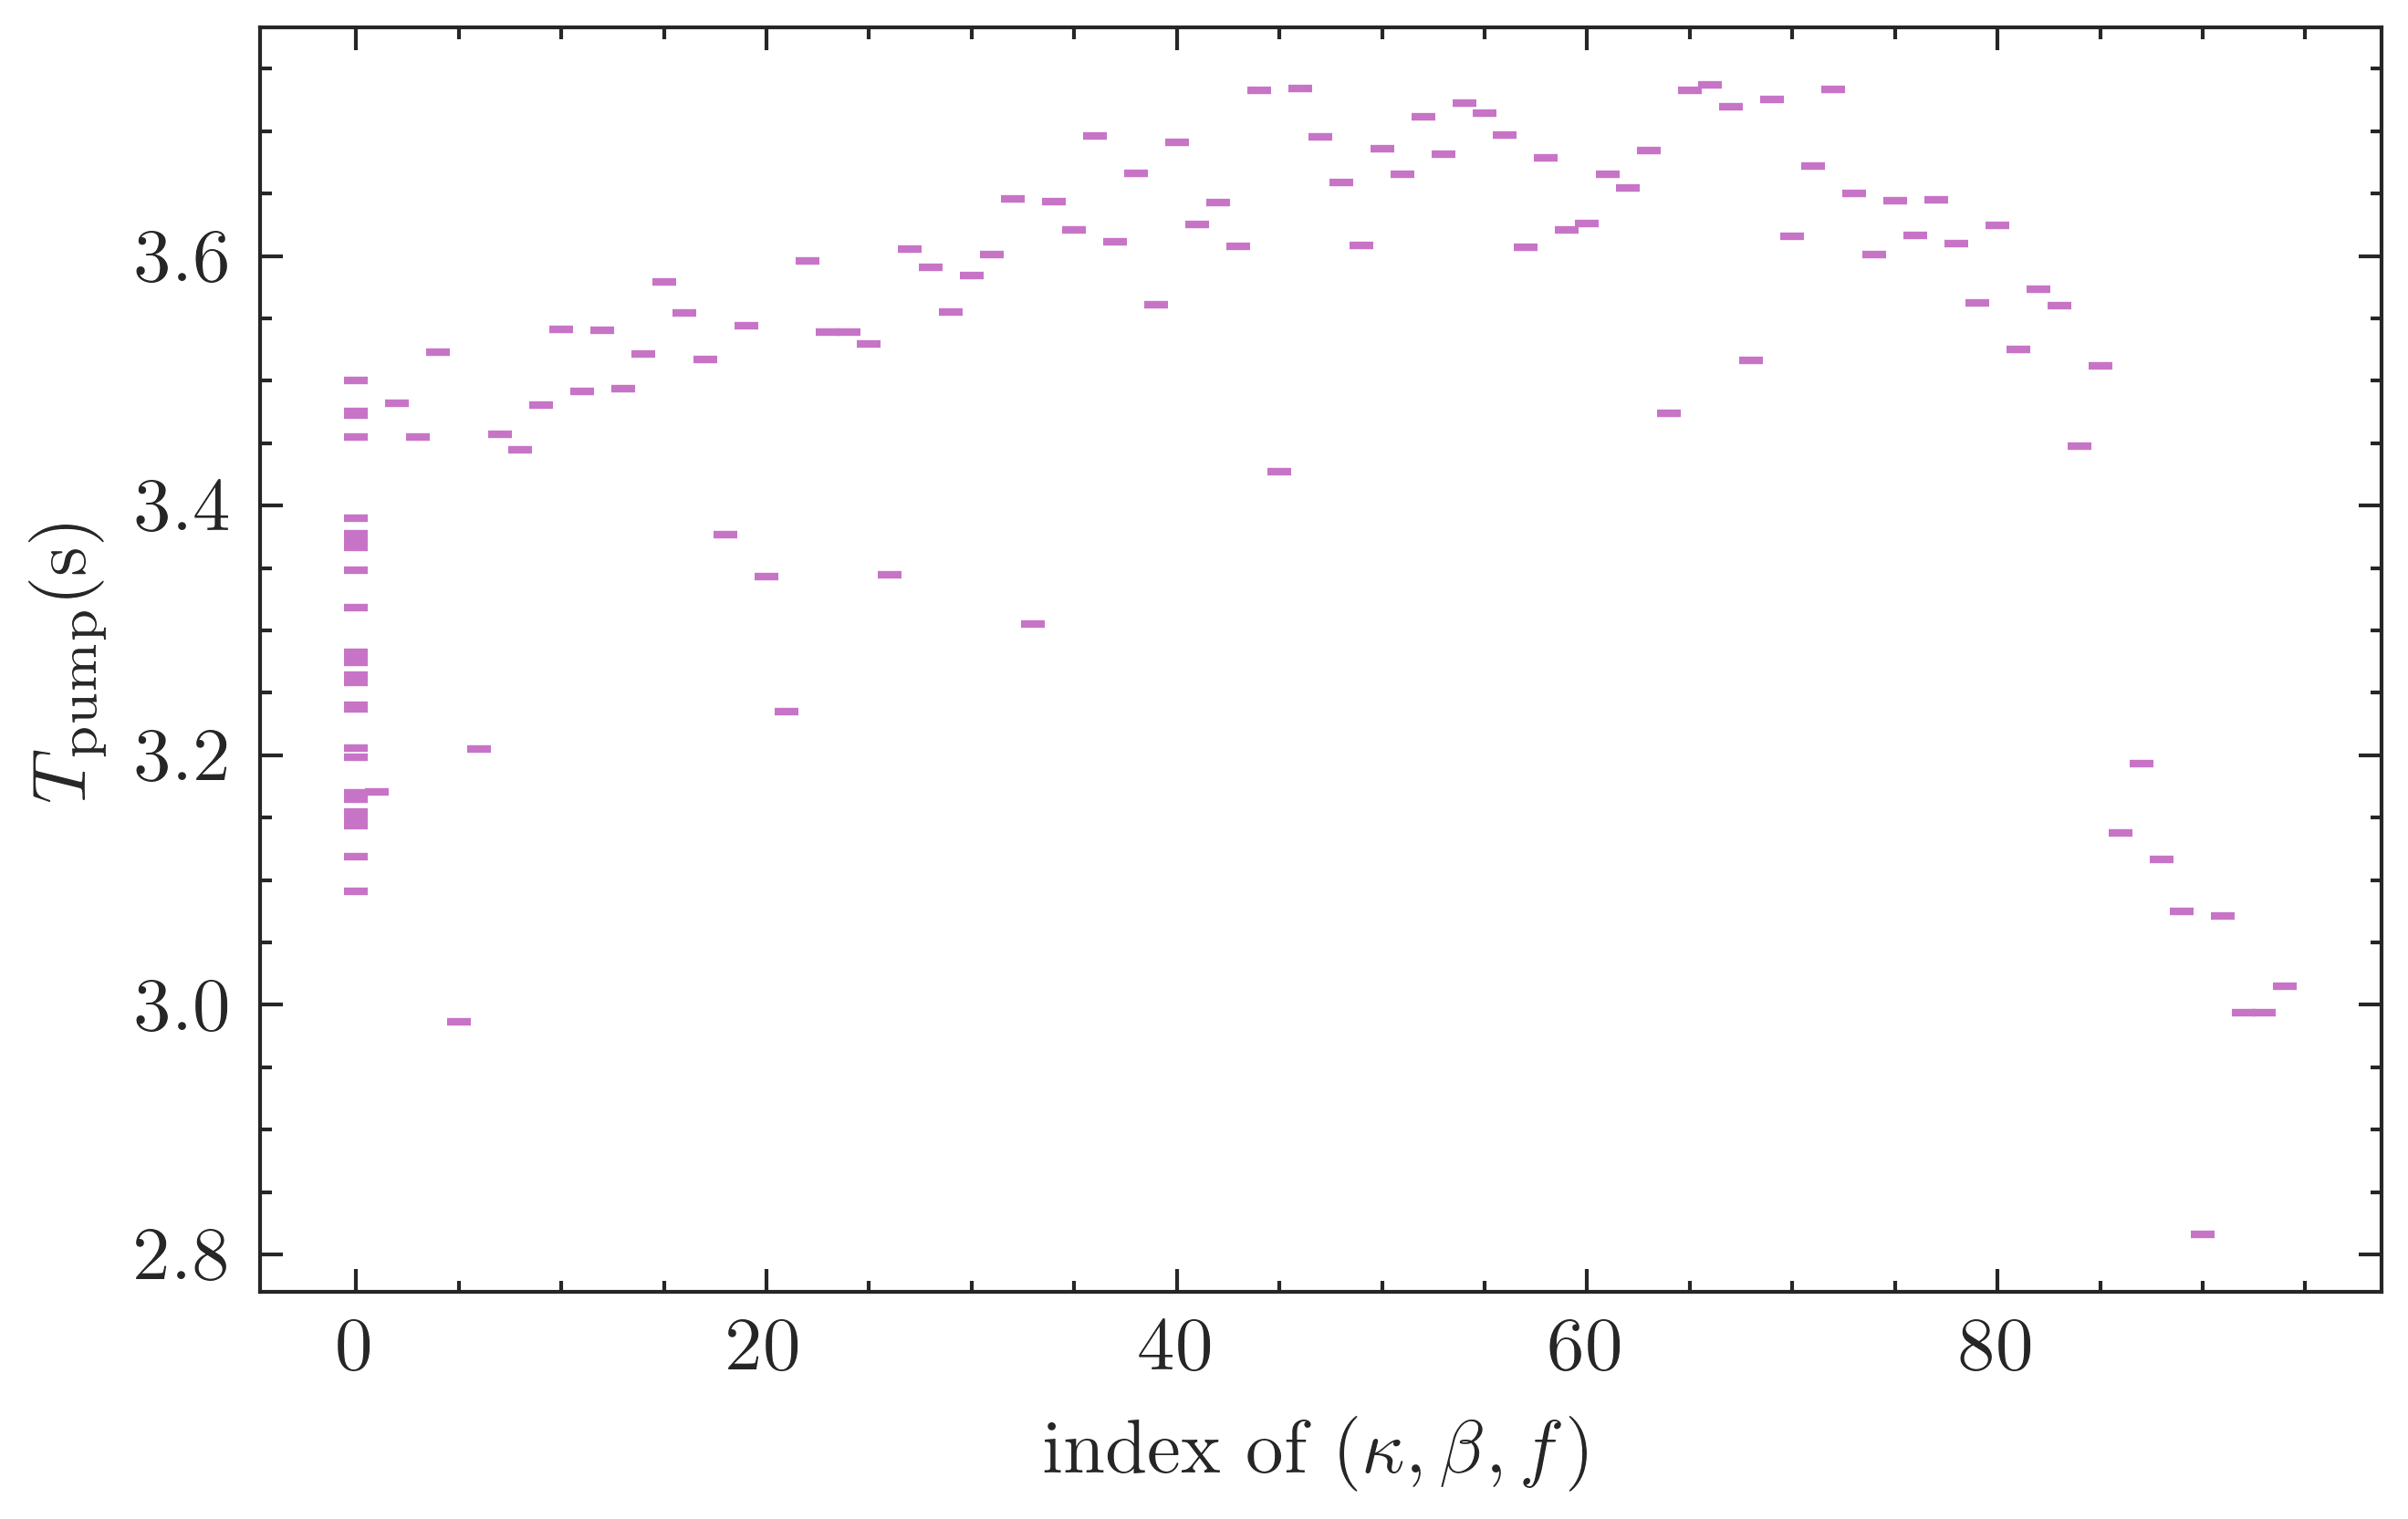 T_pump(s)
3.6
3.4
3.2
3.0
2.8
0 20 40 60 80
index of (κ, β, f)